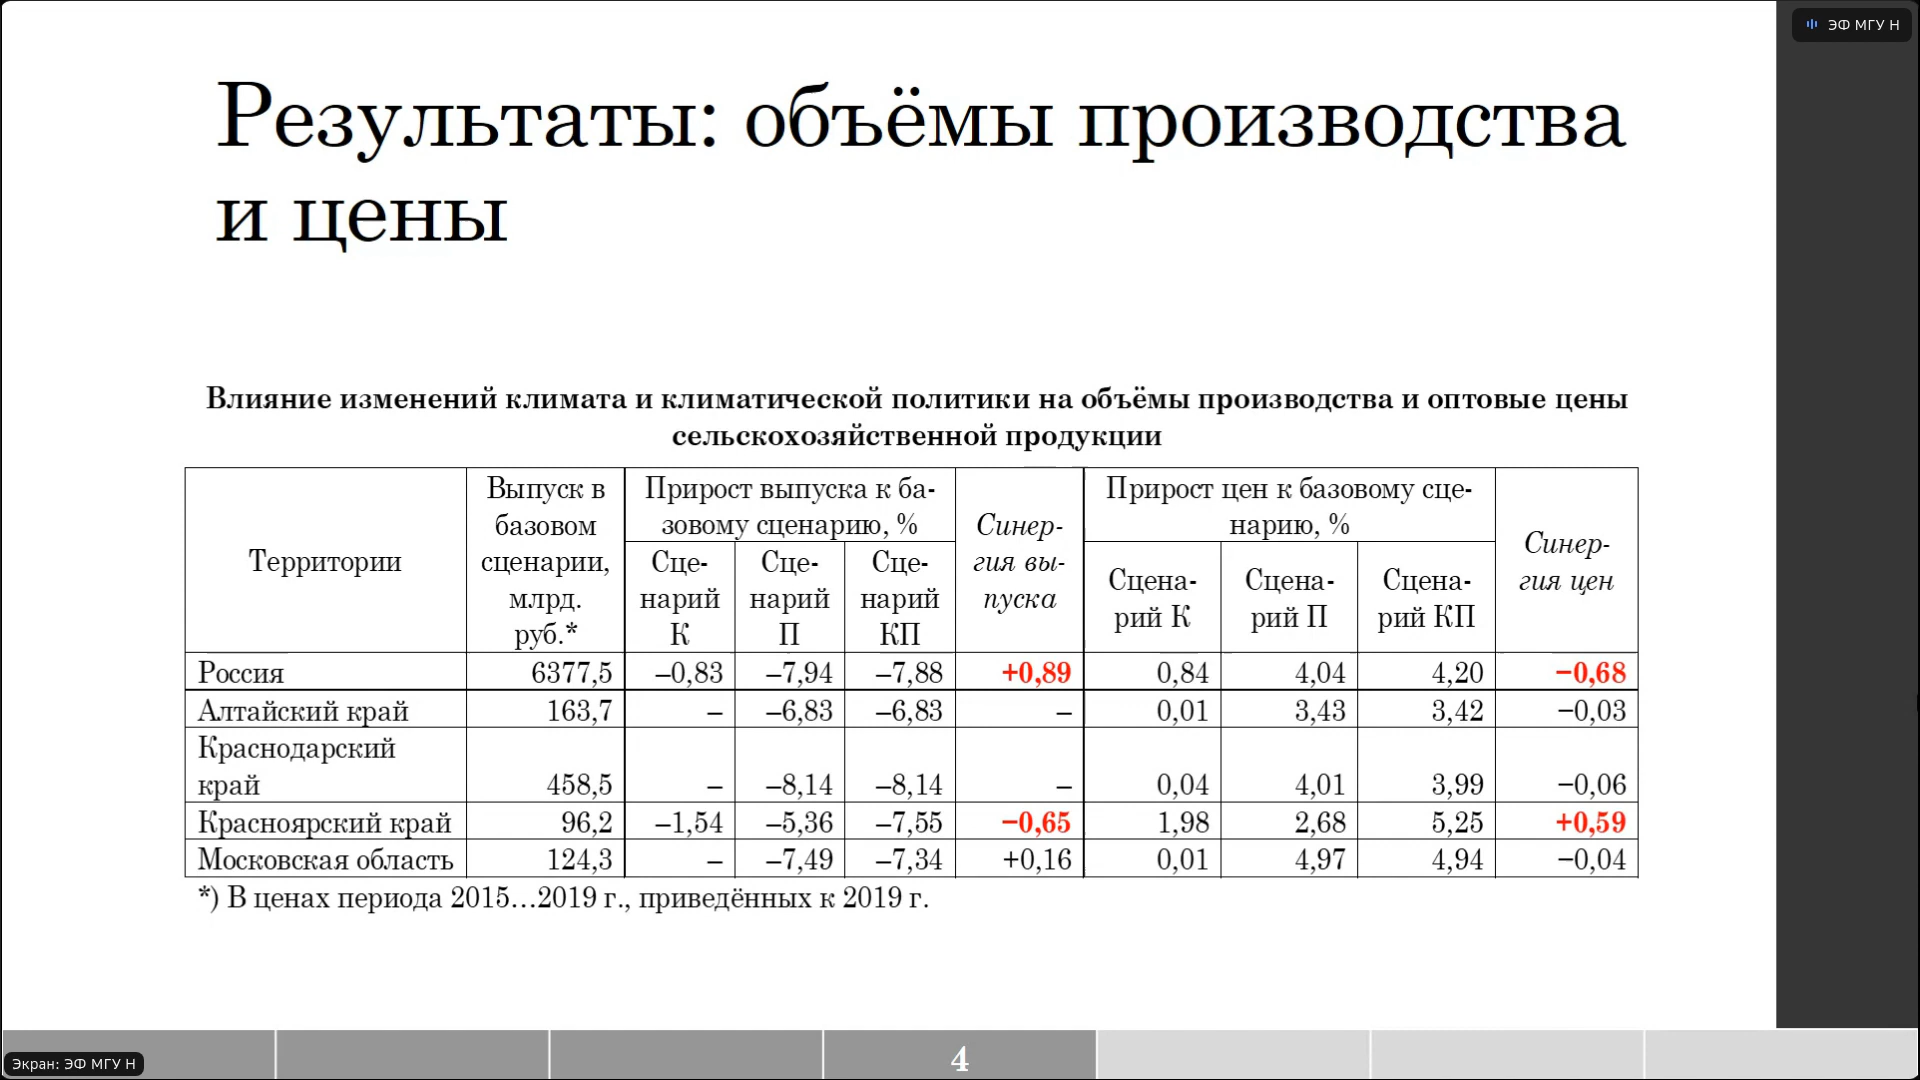 ЭФ МГУ Н
Результаты: объёмы производства
и цены
Влияние изменений климата и климатической политики на объёмы производства и оптовые цены
сельскохозяйственной продукции
Территории
Выпуск в
базовом
сценарии,
млрд.
руб.*
Прирост выпуска к ба-
зовому сценарию, %
Сце-
нарий
К
Сце-
нарий
П
Сце-
нарий
КП
Синер-
гия вы-
пуска
Прирост цен к базовому сце-
нарию, %
Сцена-
рий К
Сцена-
рий П
Сцена-
рий КП
Синер-
гия цен
Россия 6377,5 –0,83 –7,94 –7,88 +0,89 0,84 4,04 4,20 −0,68
Алтайский край 163,7 – –6,83 –6,83 – 0,01 3,43 3,42 −0,03
Краснодарский
край 458,5 – –8,14 –8,14 – 0,04 4,01 3,99 −0,06
Красноярский край 96,2 –1,54 –5,36 –7,55 −0,65 1,98 2,68 5,25 +0,59
Московская область 124,3 – –7,49 –7,34 +0,16 0,01 4,97 4,94 −0,04
*) В ценах периода 2015…2019 г., приведённых к 2019 г.
4
Экран: ЭФ МГУ Н